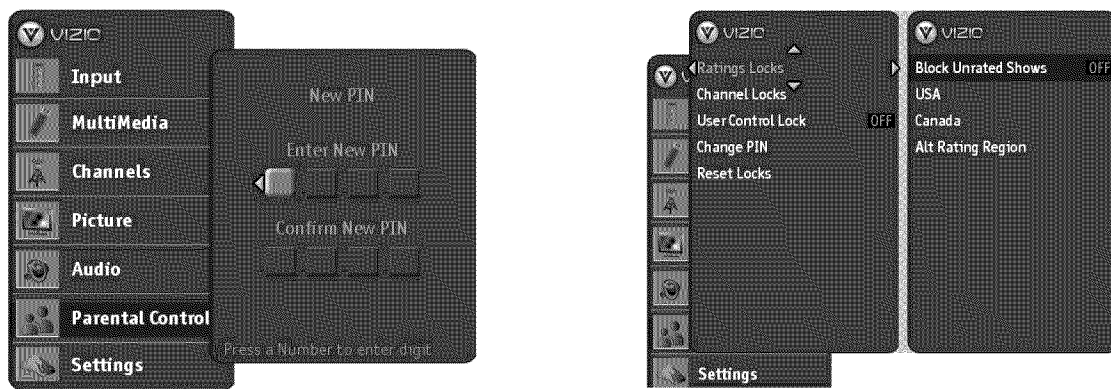 VIZIO
Input
MultiMedia
Channels
Picture
Audio
Parental Control
Settings
New PIN
Enter New PIN
Confirm New PIN
Press a Number to enter digit
VIZIO
Ratings Locks
Channel Locks
User Control Lock OFF
Change PIN
Reset Locks
Settings
VIZIO
Block Unrated Shows OFF
USA
Canada
Alt Rating Region